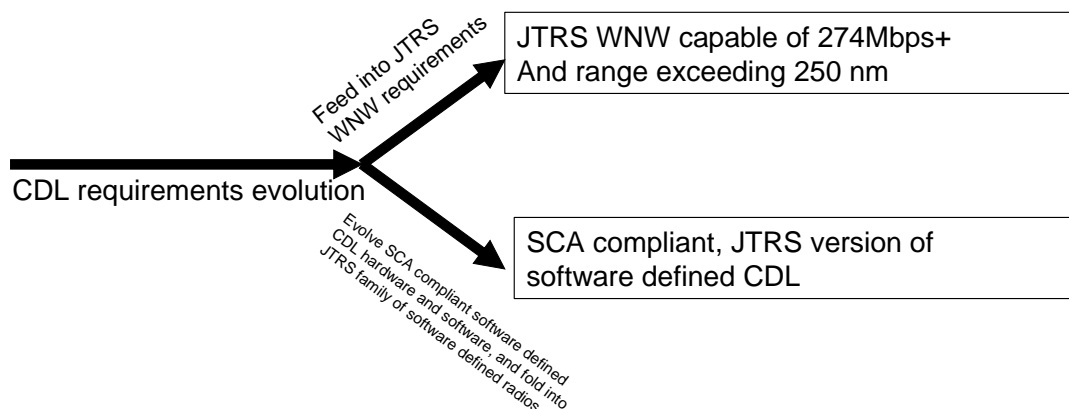 Feed into JTRS
WNW requirements
JTRS WNW capable of 274Mbps+
And range exceeding 250 nm
CDL requirements evolution
Evolve SCA compliant software defined
CDL hardware and software, and fold into
JTRS family of software defined radios
SCA compliant, JTRS version of
software defined CDL